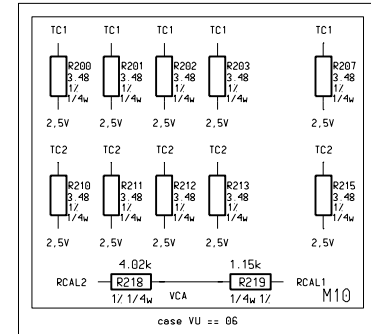 TC1 TC1 TC1 TC1 TC1
R200 R201 R202 R203 R207
3.48 3.48 3.48 3.48 3.48
1% 1% 1% 1% 1%
1/4w 1/4w 1/4w 1/4w 1/4w
2,5V 2,5V 2,5V 2,5V 2,5V
TC2 TC2 TC2 TC2 TC2
R210 R211 R212 R213 R215
3.48 3.48 3.48 3.48 3.48
1% 1% 1% 1% 1%
1/4w 1/4w 1/4w 1/4w 1/4w
2,5V 2,5V 2,5V 2,5V 2,5V
4.02k 1.15k
RCAL2 R218 R219 RCAL1
1% 1/4w VCA 1/4w 1% M10
case VU == 06